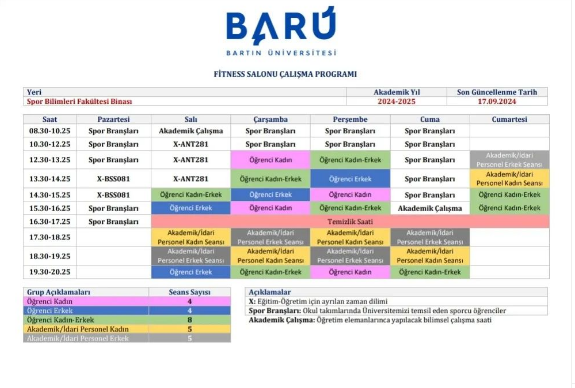 BARÜ
BARTIN ÜNİVERSİTESİ
FİTNESS SALONU ÇALIŞMA PROGRAMI
Yeri Akademik Yıl Son Güncellenme Tarih
Spor Bilimleri Fakültesi Binası 2024-2025 17.09.2024
Saat Pazartesi Salı Çarşamba Perşembe Cuma Cumartesi
08.30-10.25 Spor Branşları Akademik Çalışma Spor Branşları Spor Branşları Spor Branşları
10.30-12.25 Spor Branşları X-ANT281 Spor Branşları Spor Branşları Spor Branşları
12.30-13.25 Spor Branşları X-ANT281 Öğrenci Kadın Öğrenci Kadın-Erkek Spor Branşları Akademik/İdari
Personel Erkek Seansı
13.30-14.25 X-BSS081 X-ANT281 Öğrenci Kadın-Erkek Öğrenci Erkek Spor Branşları Akademik/İdari
Personel Kadın Seansı
14.30-15.25 X-BSS081 Öğrenci Kadın-Erkek Öğrenci Erkek Öğrenci Kadın Spor Branşları Öğrenci Kadın-Erkek
15.30-16.25 Spor Branşları Öğrenci Erkek Öğrenci Kadın Öğrenci Kadın-Erkek Akademik Çalışma Öğrenci Kadın-Erkek
16.30-17.25 Spor Branşları Temizlik Saati
17.30-18.25 Akademik/İdari Akademik/İdari Akademik/İdari Akademik/İdari
Personel Kadın Seansı Personel Erkek Seansı Personel Kadın Seansı Personel Erkek Seansı
18.30-19.25 Akademik/İdari Akademik/İdari Akademik/İdari Akademik/İdari
Personel Erkek Seansı Personel Kadın Seansı Personel Erkek Seansı Personel Kadın Seansı
19.30-20.25 Öğrenci Erkek Öğrenci Kadın-Erkek Öğrenci Kadın Öğrenci Kadın-Erkek
Grup Açıklamaları Seans Sayısı
Öğrenci Kadın 4
Öğrenci Erkek 4
Öğrenci Kadın-Erkek 8
Akademik/İdari Personel Kadın 5
Akademik/İdari Personel Erkek 5
Açıklamalar
X: Eğitim-Öğretim için ayrılan zaman dilimi
Spor Branşları: Okul takımlarında Üniversitemizi temsil eden sporcu öğrenciler
Akademik Çalışma: Öğretim elemanlarınca yapılacak bilimsel çalışma saati